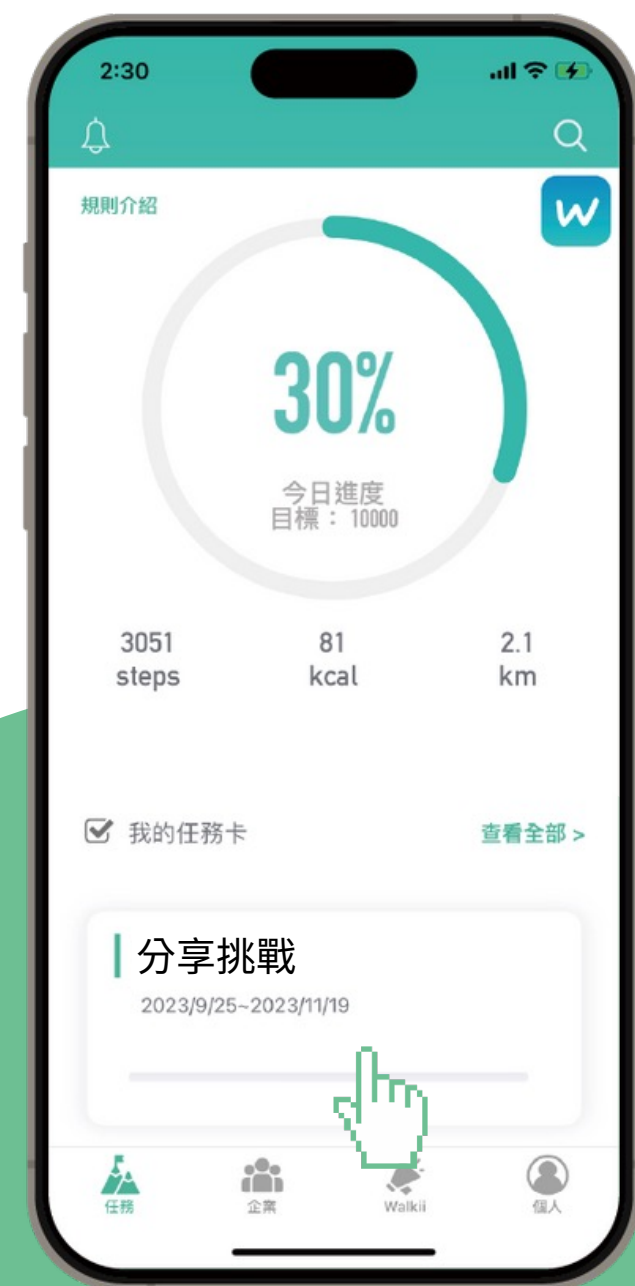 2:30
規則介紹
W
30%
今日進度
目標： 10000
3051
steps
81
kcal
2.1
km
我的任務卡
查看全部 >
分享挑戰
2023/9/25~2023/11/19
任務
企業
Walkii
個人